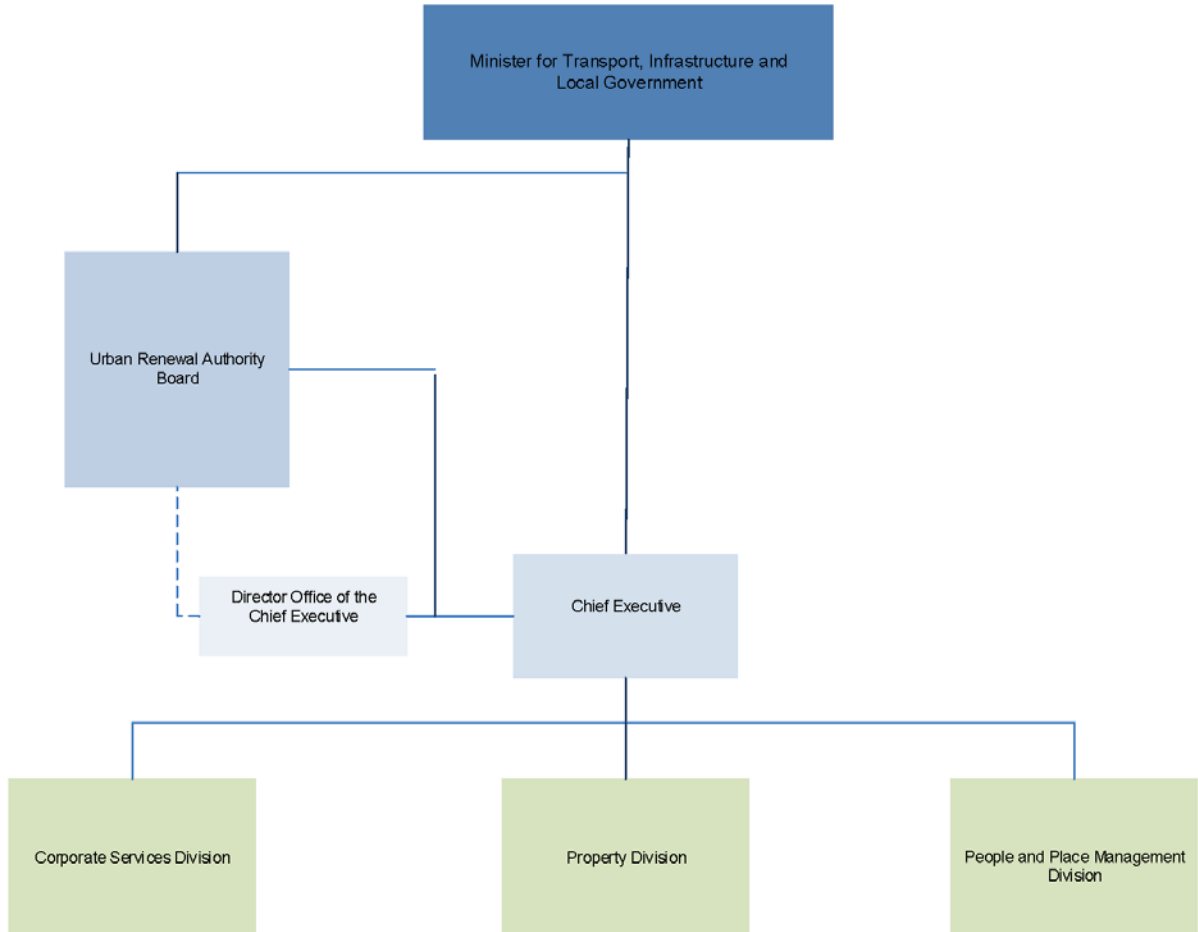 Minister for Transport, Infrastructure and
Local Government
Urban Renewal Authority
Board
Director Office of the
Chief Executive
Chief Executive
Corporate Services Division
Property Division
People and Place Management
Division